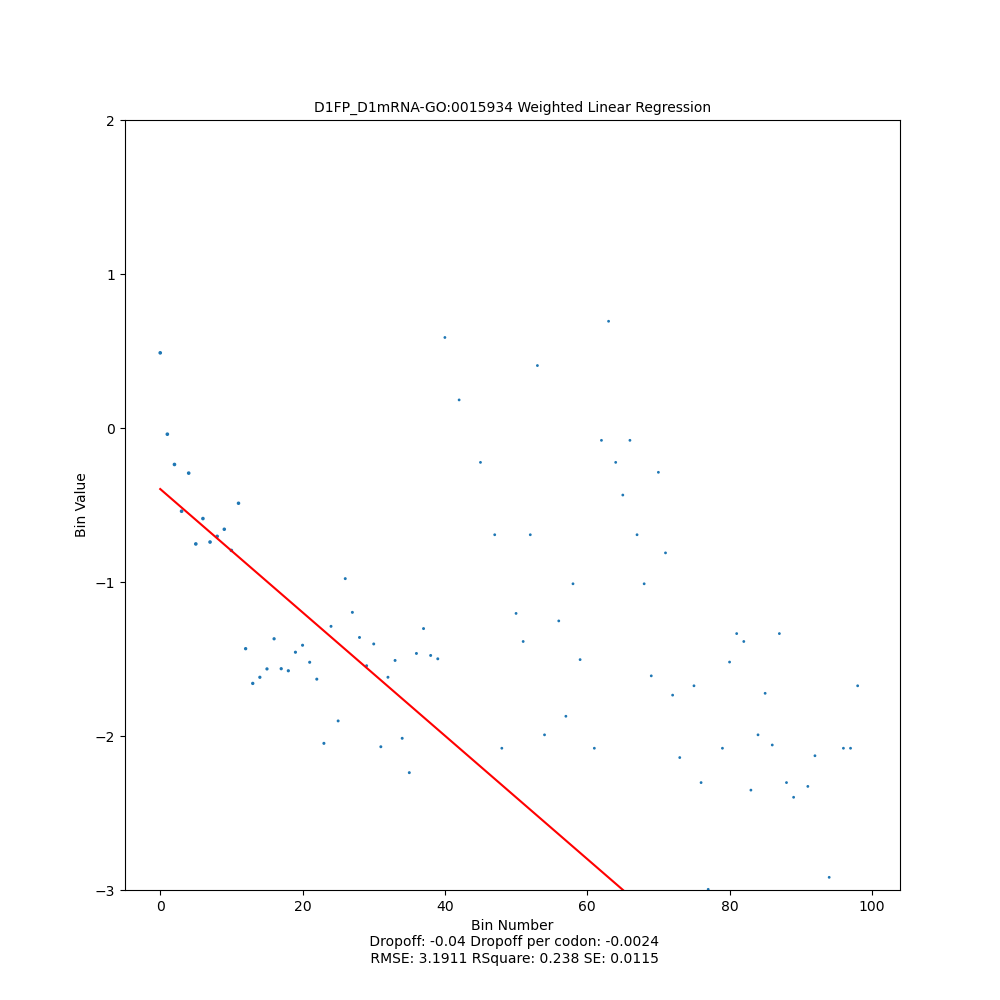 D1FP_D1mRNA-GO:0015934 Weighted Linear Regression
2
1
0
−1
−2
−3
Bin Value
0 20 40 60 80 100
Bin Number
Dropoff: -0.04 Dropoff per codon: -0.0024
RMSE: 3.1911 RSquare: 0.238 SE: 0.0115